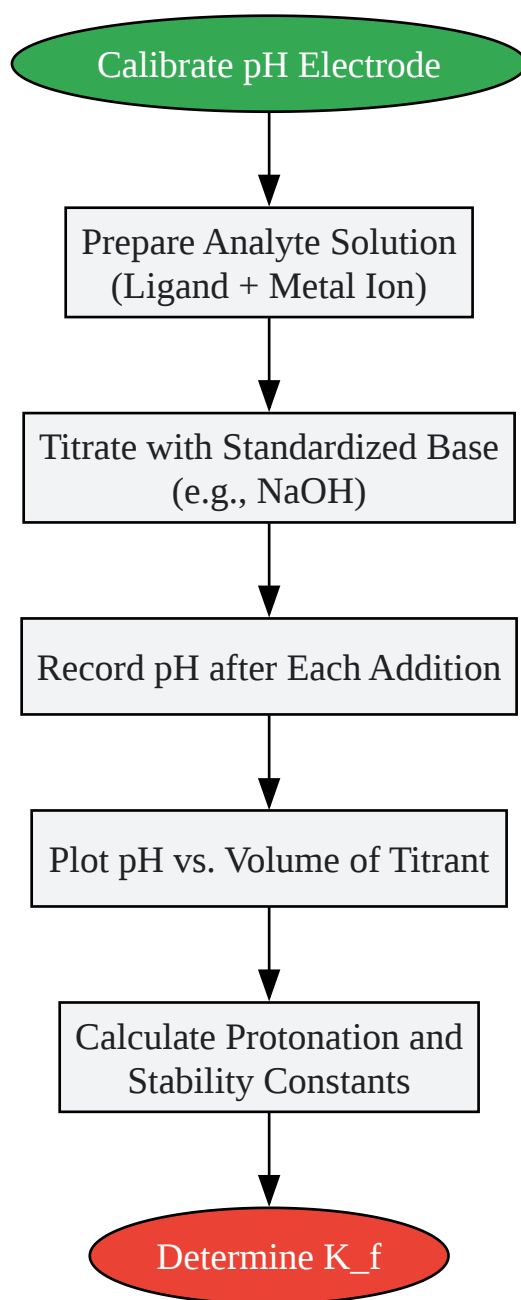 Calibrate pH Electrode
Prepare Analyte Solution
(Ligand + Metal Ion)
Titrate with Standardized Base
(e.g., NaOH)
Record pH after Each Addition
Plot pH vs. Volume of Titrant
Calculate Protonation and
Stability Constants
Determine K_f